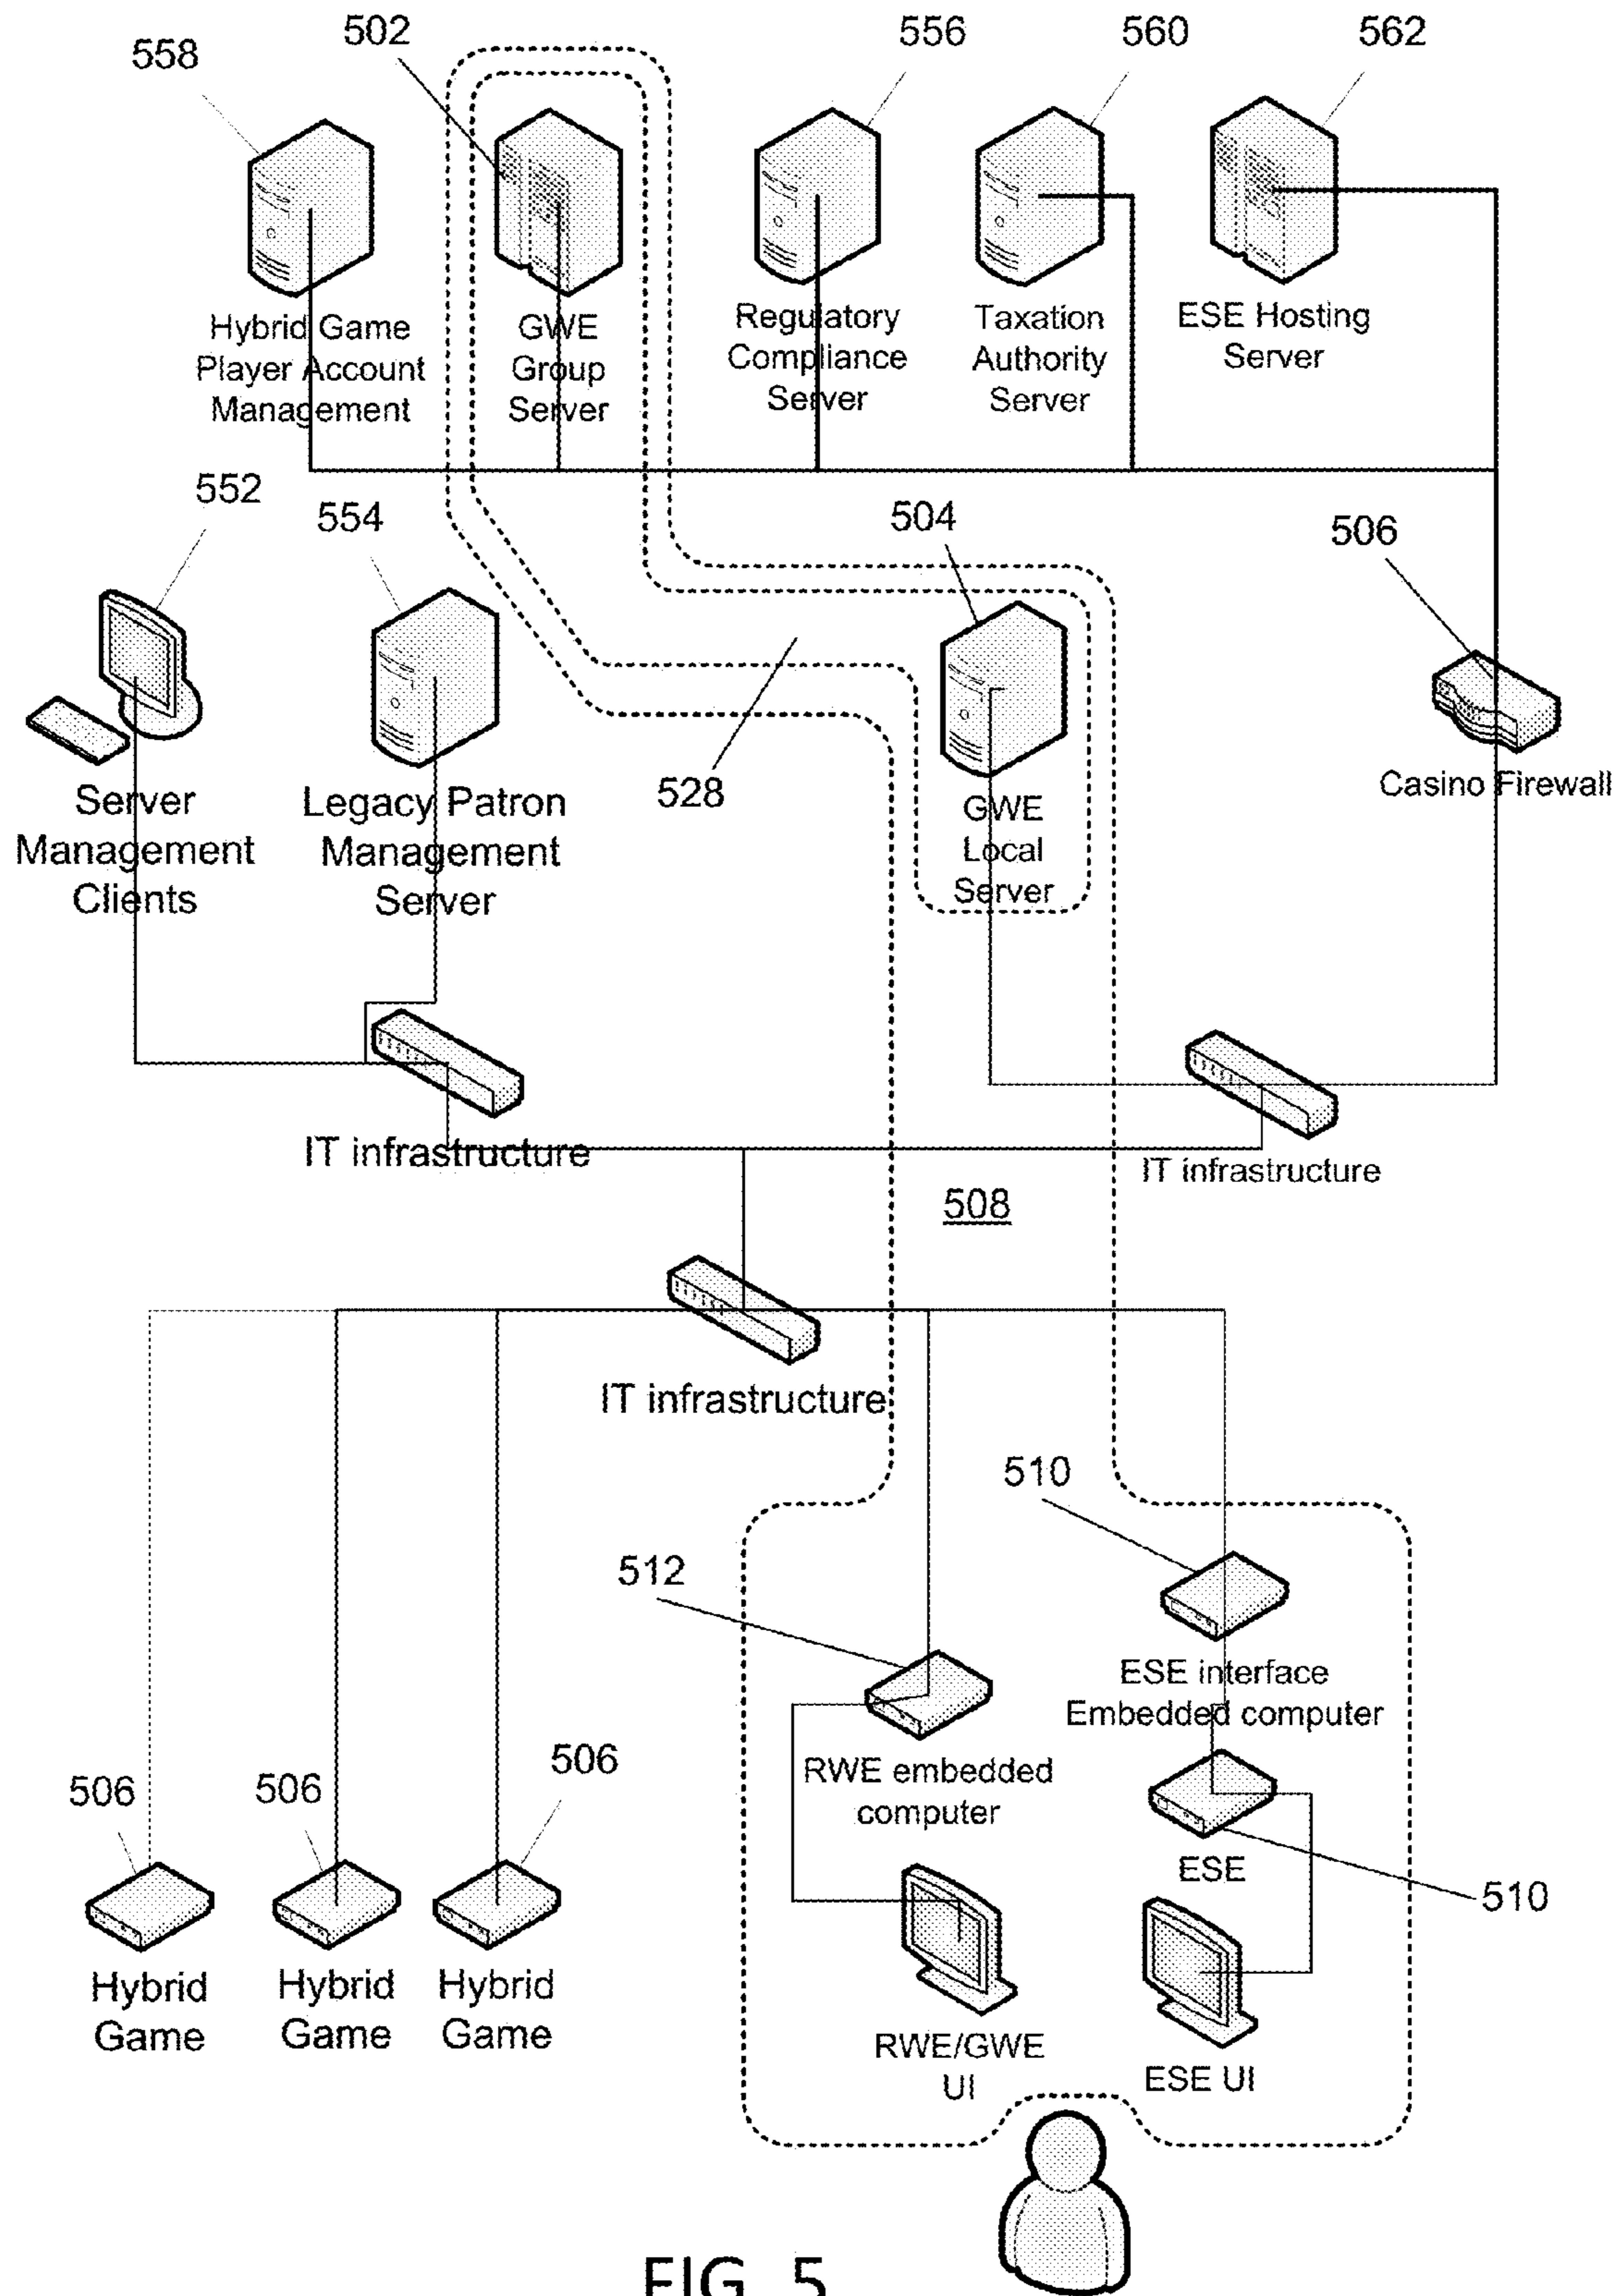 558
502
556
560
562
Hybrid Game
Player Account
Management
GWE
Group
Server
Regulatory
Compliance
Server
Taxation
Authority
Server
ESE Hosting
Server
552
554
504
506
528
Server
Management
Clients
Legacy Patron
Management
Server
GWE
Local
Server
Casino Firewall
IT infrastructure
IT infrastructure
508
IT infrastructure
510
512
ESE interface
Embedded computer
RWE embedded
computer
506
506
506
ESE
510
Hybrid
Game
Hybrid
Game
Hybrid
Game
RWE/GWE
UI
ESE UI
FIG. 5